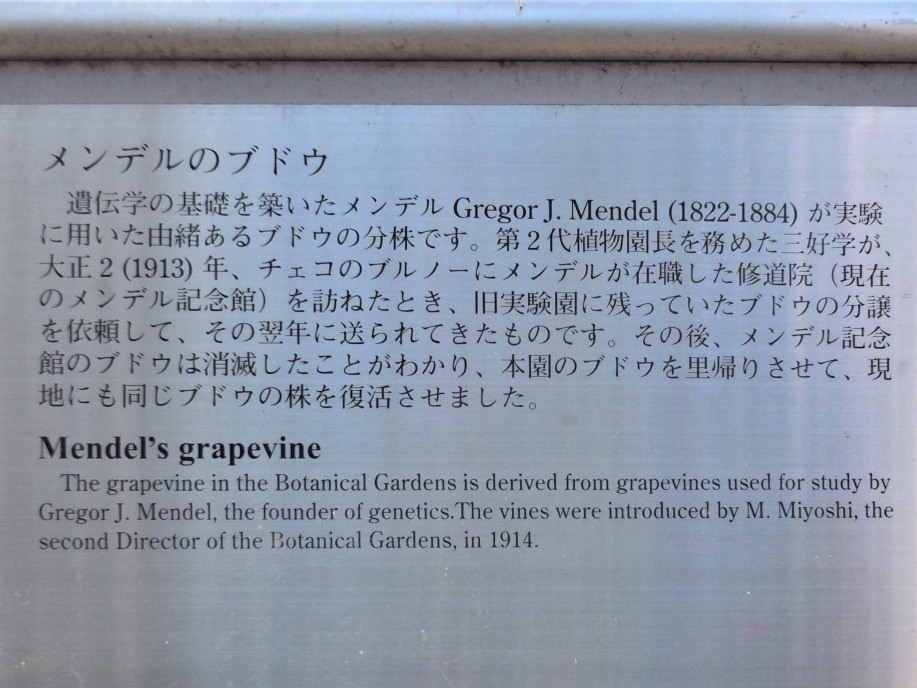 メンデルのブドウ
遺伝学の基礎を築いたメンデル Gregor J. Mendel (1822-1884) が実験
に用いた由緒あるブドウの分株です。第２代植物園長を務めた三好学が、
大正２(1913) 年、チェコのブルノーにメンデルが在職した修道院（現在
のメンデル記念館）を訪ねたとき、旧実験園に残っていたブドウの分譲
を依頼して、その翌年に送られてきたものです。その後、メンデル記念
館のブドウは消滅したことがわかり、本園のブドウを里帰りさせて、現
地にも同じブドウの株を復活させました。
Mendel's grapevine
The grapevine in the Botanical Gardens is derived from grapevines used for study by
Gregor J. Mendel, the founder of genetics.The vines were introduced by M. Miyoshi, the
second Director of the Botanical Gardens, in 1914.